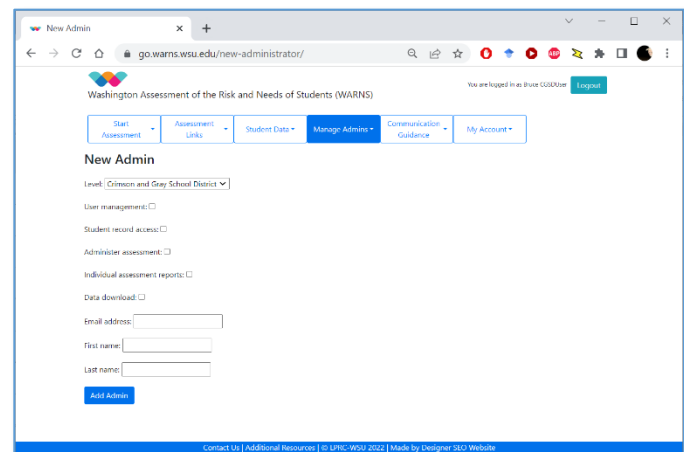 New Admin
go.warns.wsu.edu/new-administrator/
ABP
Washington Assessment of the Risk and Needs of Students (WARNS)
You are logged in as Bruce CGSDUser Logout
Start Assessment
Assessment Links
Student Data
Manage Admins
Communication Guidance
My Account
New Admin
Level: Crimson and Gray School District
User management:
Student record access:
Administer assessment:
Individual assessment reports:
Data download:
Email address:
First name:
Last name:
Add Admin
Contact Us | Additional Resources | © LPRC-WSU 2022 | Made by Designer SEO Website